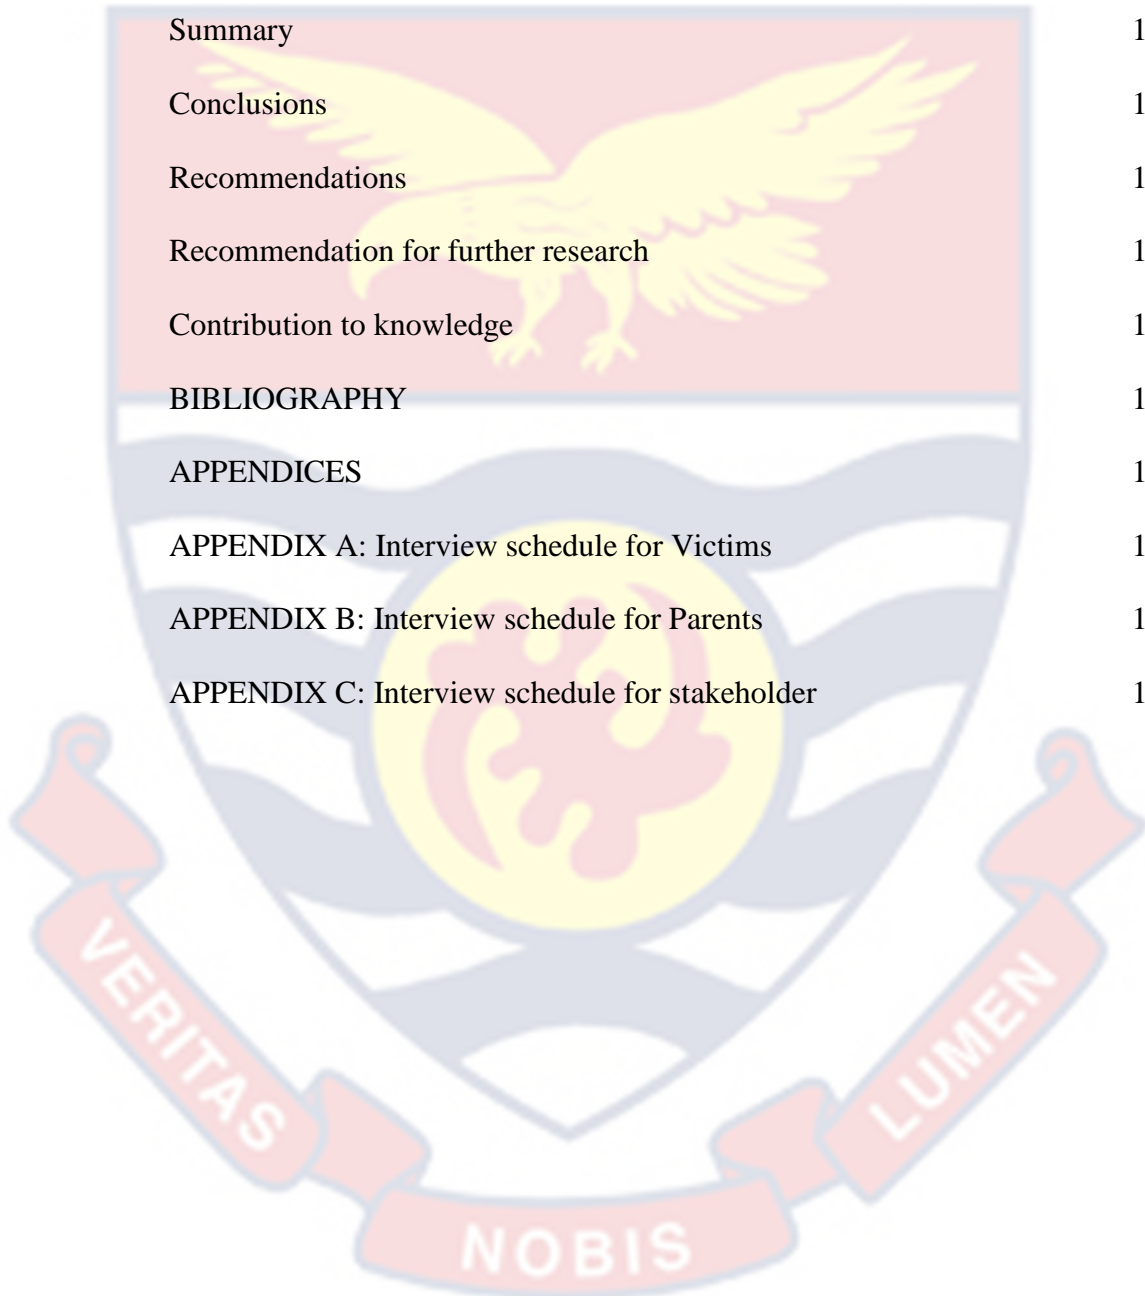 Summary 1
Conclusions 1
Recommendations 1
Recommendation for further research 1
Contribution to knowledge 1
BIBLIOGRAPHY 1
APPENDICES 1
APPENDIX A: Interview schedule for Victims 1
APPENDIX B: Interview schedule for Parents 1
APPENDIX C: Interview schedule for stakeholder 1
VERITAS
NOBIS
LUMEN